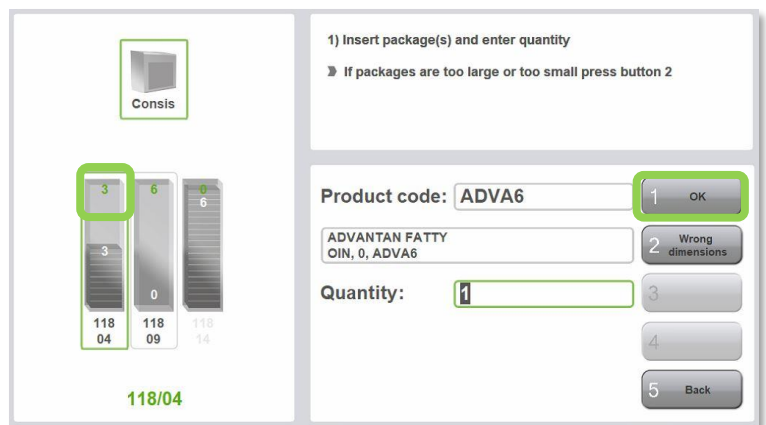 Consis
3 6 0
6
3
0
118 118 118
04 09 14
118/04
1) Insert package(s) and enter quantity
If packages are too large or too small press button 2
Product code: ADVA6
1 OK
ADVANTAN FATTY
OIN, 0, ADVA6
2 Wrong
dimensions
Quantity: 1
3
4
5 Back